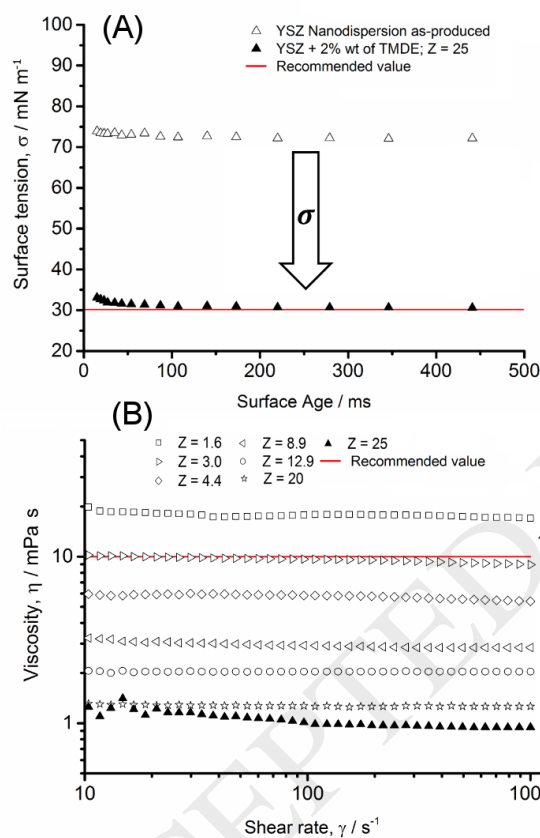 (A)
△ YSZ Nanodispersion as-produced
▲ YSZ + 2% wt of TMDE; Z = 25
Recommended value
Surface tension, σ / mN m⁻¹
100
90
80
70
60
50
40
30
20
σ
0 100 200 300 400 500
Surface Age / ms
(B)
□ Z = 1.6 ◁ Z = 8.9 ▲ Z = 25
▷ Z = 3.0 ○ Z = 12.9 Recommended value
◇ Z = 4.4 ☆ Z = 20
Viscosity, η / mPa s
10
1
10 100 1000
Shear rate, γ / s⁻¹